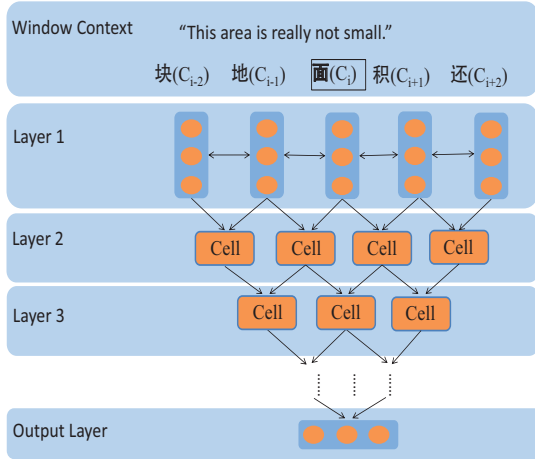 Window Context
“This area is really not small.”
块(Ci-2) 地(Ci-1) 面(Ci) 积(Ci+1) 还(Ci+2)
Layer 1
Layer 2
Cell Cell Cell Cell
Layer 3
Cell Cell Cell
Output Layer